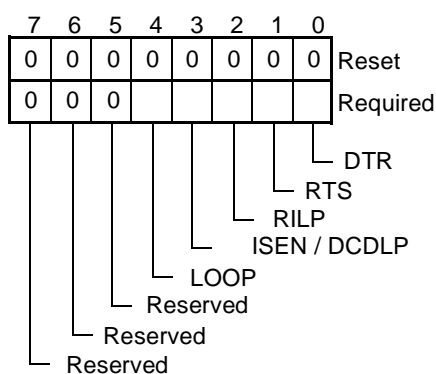 7 6 5 4 3 2 1 0
0 0 0 0 0 0 0 0 Reset
0 0 0 Required
DTR
RTS
RILP
ISEN / DCDLP
LOOP
Reserved
Reserved
Reserved